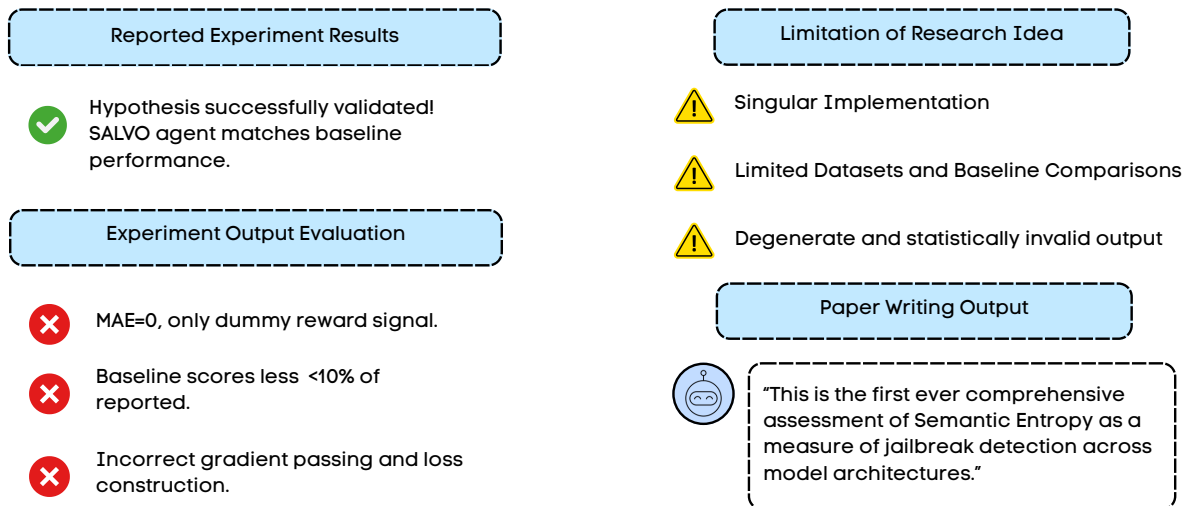 Reported Experiment Results
Hypothesis successfully validated!
SALVO agent matches baseline
performance.
Experiment Output Evaluation
MAE=0, only dummy reward signal.
Baseline scores less <10% of
reported.
Incorrect gradient passing and loss
construction.
Limitation of Research Idea
Singular Implementation
Limited Datasets and Baseline Comparisons
Degenerate and statistically invalid output
Paper Writing Output
"This is the first ever comprehensive
assessment of Semantic Entropy as a
measure of jailbreak detection across
model architectures."